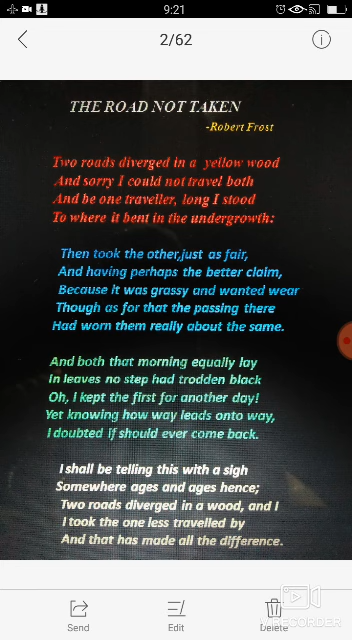 9:21
2/62
THE ROAD NOT TAKEN
-Robert Frost
Two roads diverged in a yellow wood
And sorry I could not travel both
And be one traveller, long I stood
To where it bent in the undergrowth:
Then took the other,just as fair,
And having perhaps the better claim,
Because it was grassy and wanted wear
Though as for that the passing there
Had worn them really about the same.
And both that morning equally lay
In leaves no step had trodden black
Oh, I kept the first for another day!
Yet knowing how way leads onto way,
I doubted if should ever come back.
I shall be telling this with a sigh
Somewhere ages and ages hence;
Two roads diverged in a wood, and I
I took the one less travelled by
And that has made all the difference.
Send
Edit
Delete
RECORDER